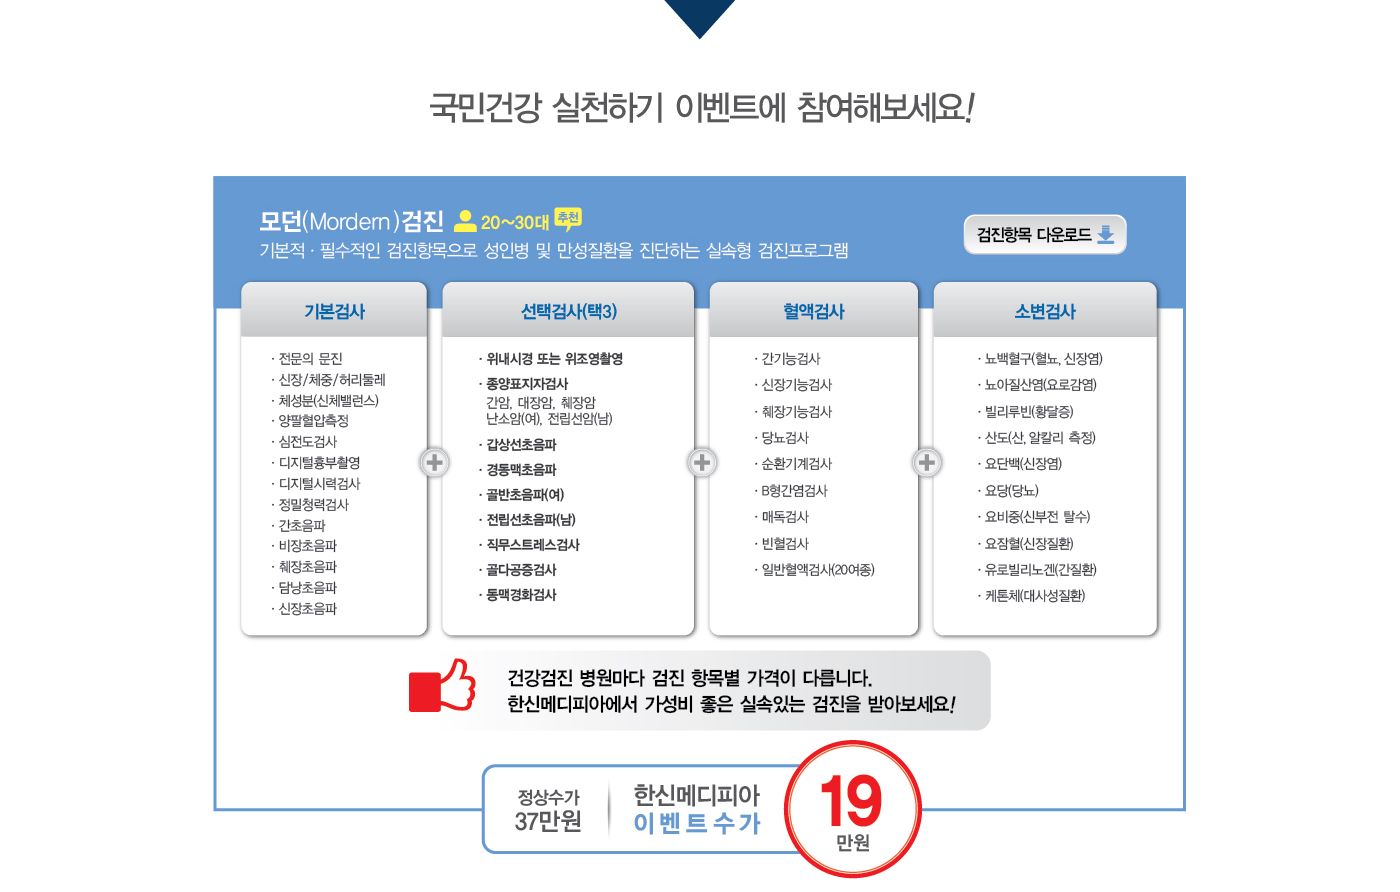 국민건강 실천하기 이벤트에 참여해보세요!
모던(Mordern)검진 20~30대 추천
기본적 · 필수적인 검진항목으로 성인병 및 만성질환을 진단하는 실속형 검진프로그램
검진항목 다운로드
기본검사
· 전문의 문진
· 신장/체중/허리둘레
· 체성분(신체밸런스)
· 양팔혈압측정
· 심전도검사
· 디지털흉부촬영
· 디지털시력검사
· 정밀청력검사
· 간초음파
· 비장초음파
· 췌장초음파
· 담낭초음파
· 신장초음파
선택검사(택3)
· 위내시경 또는 위조영촬영
· 종양표지자검사
간암, 대장암, 췌장암
난소암(여), 전립선암(남)
· 갑상선초음파
· 경동맥초음파
· 골반초음파(여)
· 전립선초음파(남)
· 직무스트레스검사
· 골다공증검사
· 동맥경화검사
혈액검사
· 간기능검사
· 신장기능검사
· 췌장기능검사
· 당뇨검사
· 순환기계검사
· B형간염검사
· 매독검사
· 빈혈검사
· 일반혈액검사(20여종)
소변검사
· 뇨백혈구(혈뇨, 신장염)
· 뇨아질산염(요로감염)
· 빌리루빈(황달증)
· 산도(산, 알칼리 측정)
· 요단백(신장염)
· 요당(당뇨)
· 요비중(신부전 탈수)
· 요잠혈(신장질환)
· 유로빌리노겐(간질환)
· 케톤체(대사성질환)
건강검진 병원마다 검진 항목별 가격이 다릅니다.
한신메디피아에서 가성비 좋은 실속있는 검진을 받아보세요!
정상수가
37만원
한신메디피아
이벤트수가
19
만원